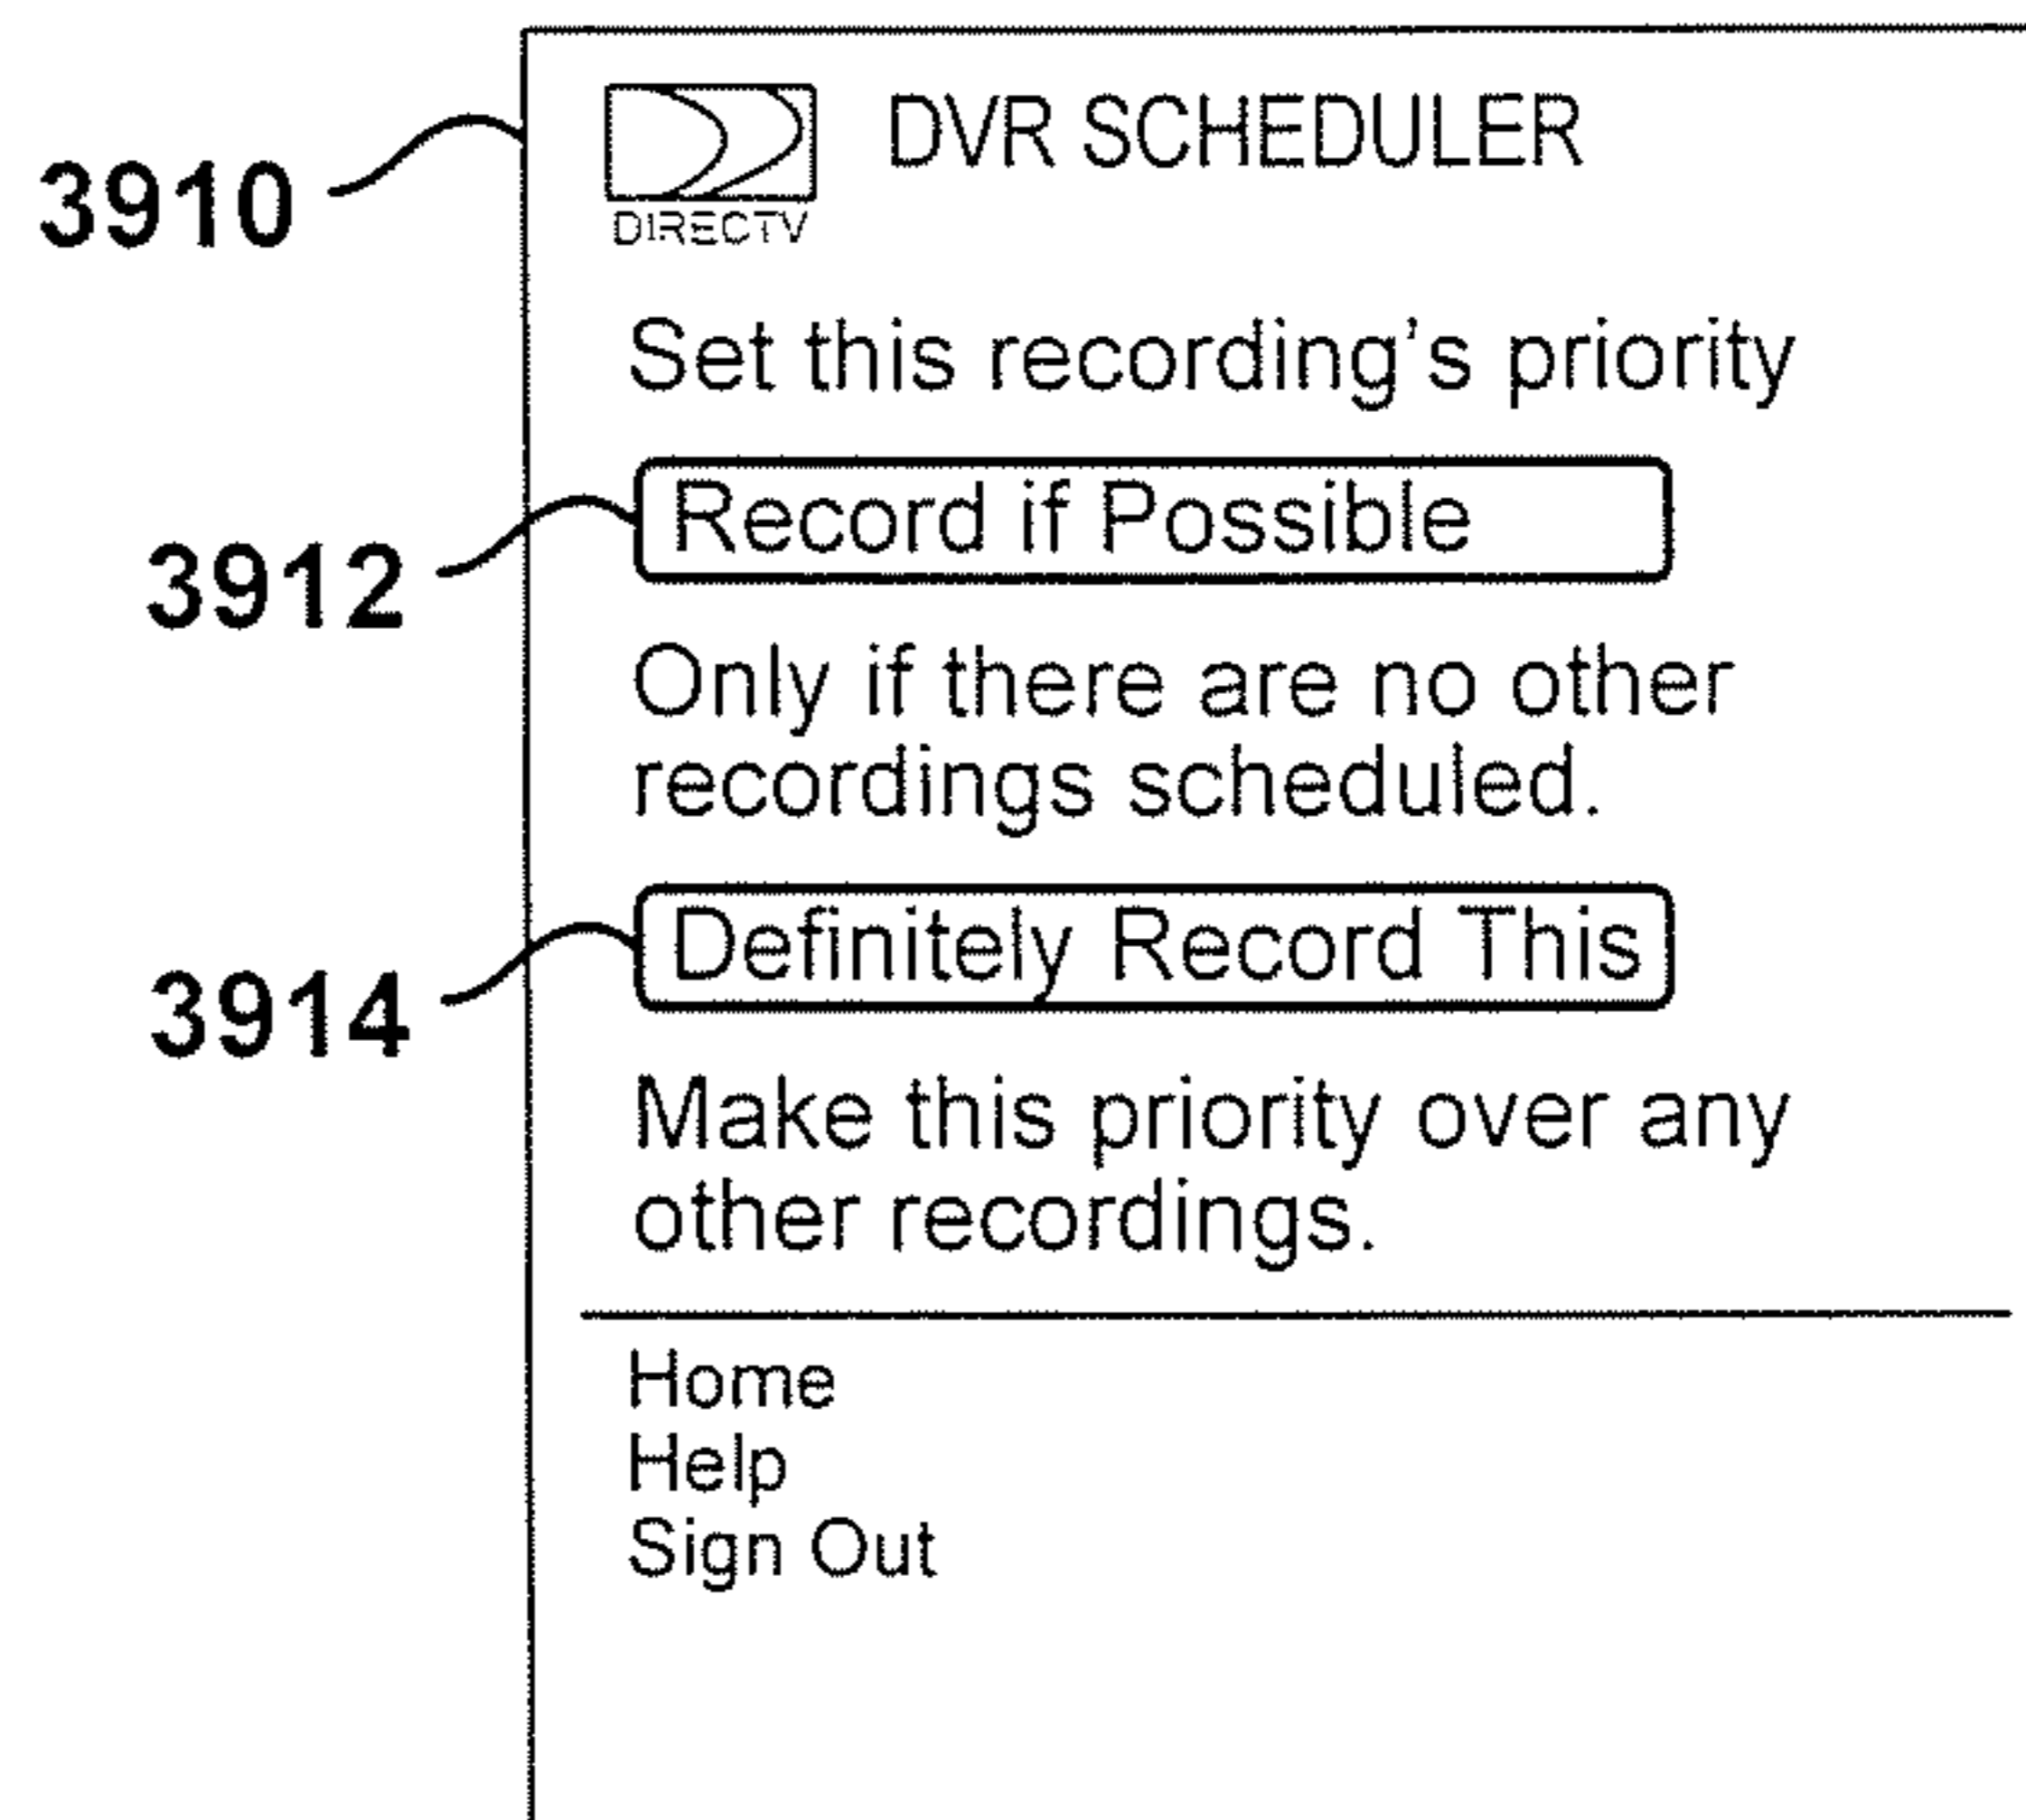 DVR SCHEDULER
3910
DIRECTV
Set this recording's priority
3912
Record if Possible
Only if there are no other
recordings scheduled.
3914
Definitely Record This
Make this priority over any
other recordings.
Home
Help
Sign Out